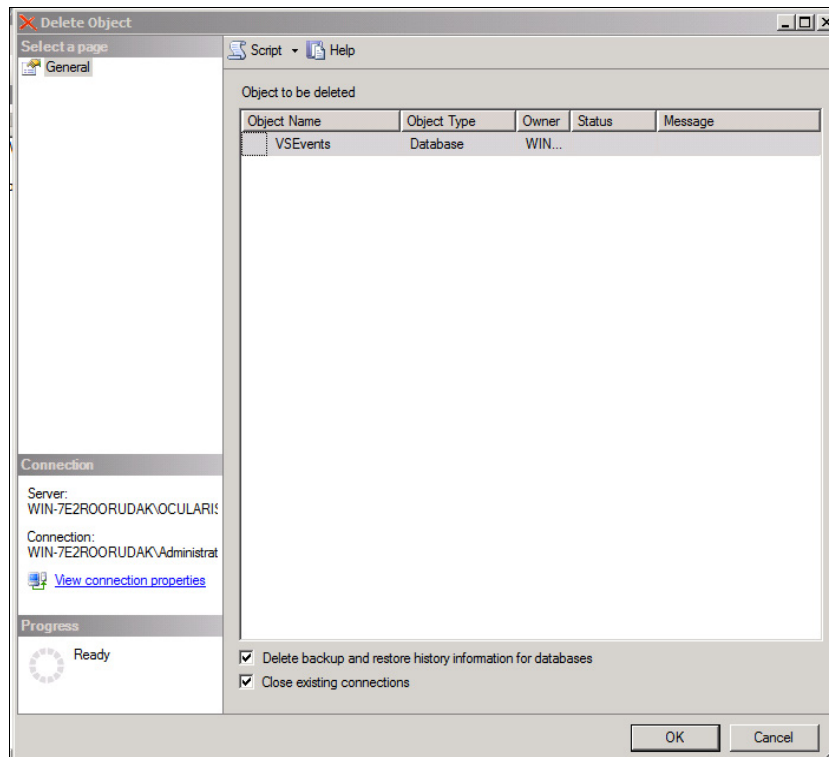 Delete Object
Select a page
General
Script Help
Object to be deleted
Object Name Object Type Owner Status Message
VSEvents Database WIN...
Connection
Server:
WIN-7E2ROORUDAK\OCULARIS
Connection:
WIN-7E2ROORUDAK\Administrat
View connection properties
Progress
Ready
Delete backup and restore history information for databases
Close existing connections
OK Cancel